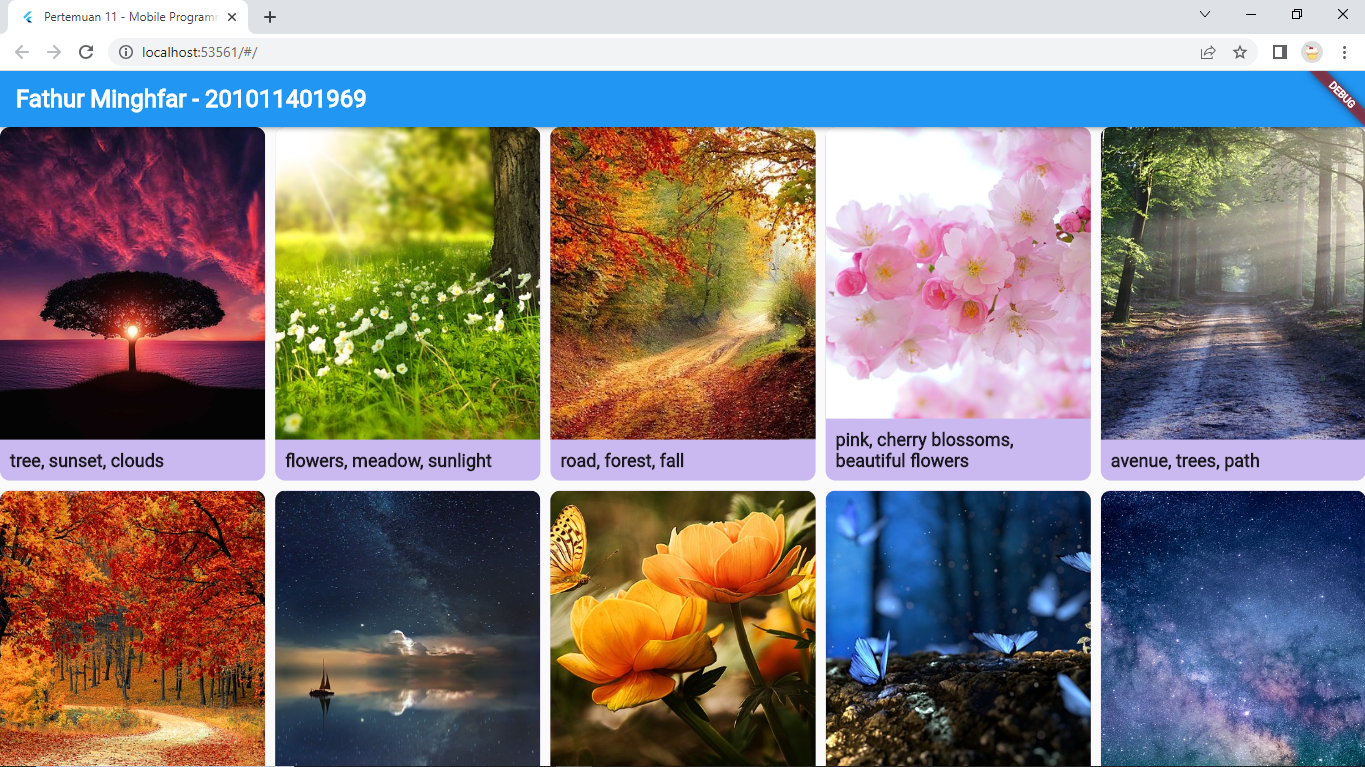 Pertemuan 11 - Mobile Program
localhost:53561/#/
Fathur Minghfar - 201011401969
DEBUG
tree, sunset, clouds
flowers, meadow, sunlight
road, forest, fall
pink, cherry blossoms,
beautiful flowers
avenue, trees, path